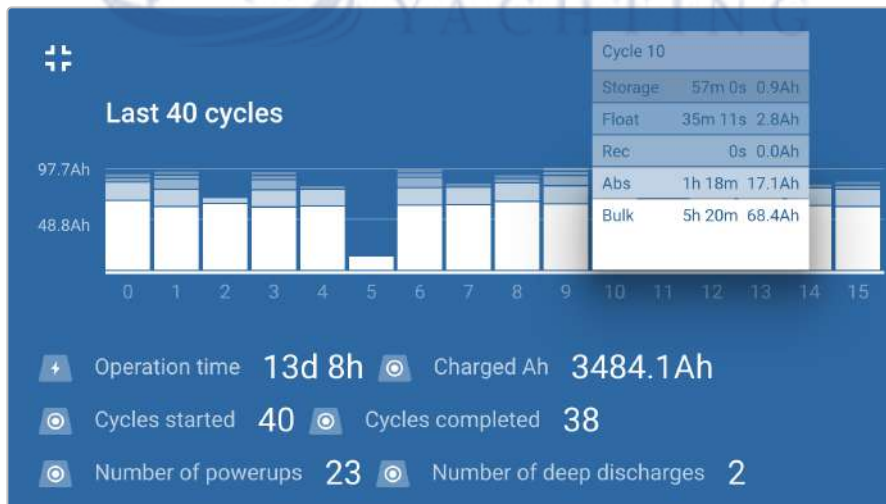 YACHTING
Cycle 10
Storage 57m 0s 0.9Ah
Float 35m 11s 2.8Ah
Rec 0s 0.0Ah
Abs 1h 18m 17.1Ah
Bulk 5h 20m 68.4Ah
Last 40 cycles
97.7Ah
48.8Ah
0 1 2 3 4 5 6 7 8 9 10 11 12 13 14 15
Operation time 13d 8h Charged Ah 3484.1Ah
Cycles started 40 Cycles completed 38
Number of powerups 23 Number of deep discharges 2